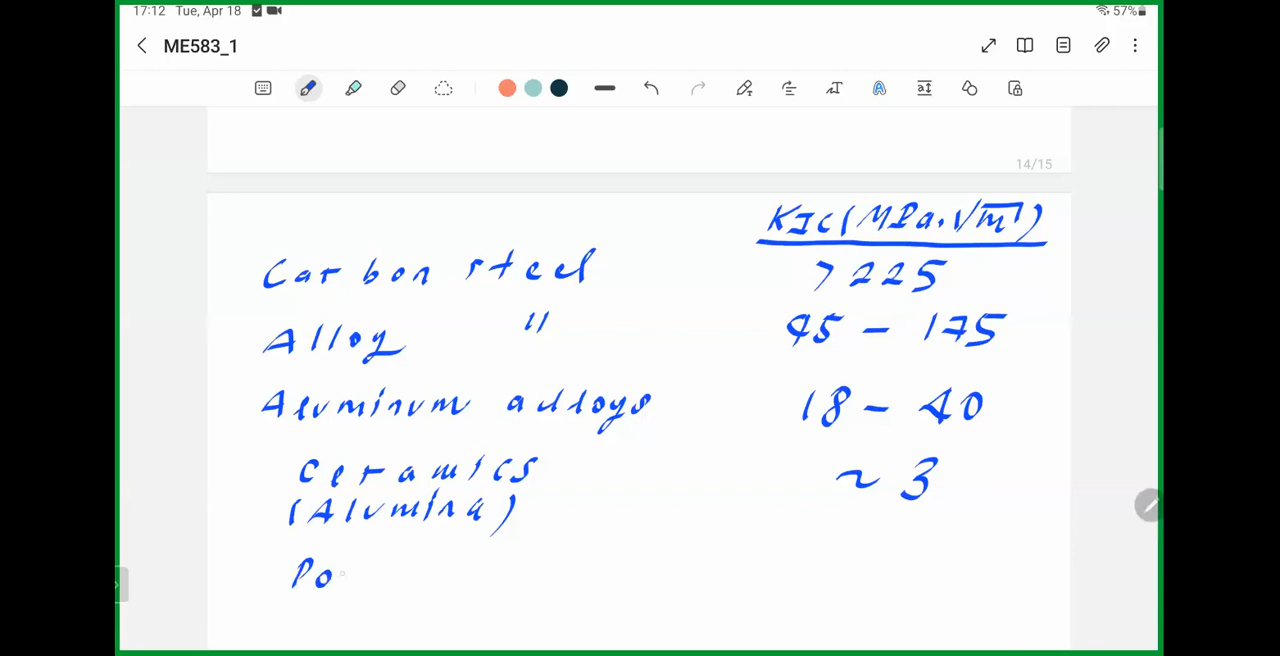 17:12 Tue, Apr 18
57%
ME583_1
14/15
KIC (MPa.√m)
Carbon steel > 225
Alloy " 45 - 175
Aluminum alloys 18 - 40
Ceramics ~ 3
(Alumina)
Po